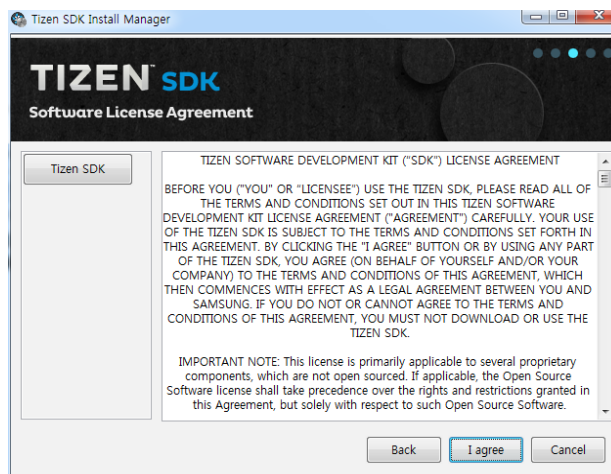 Tizen SDK Install Manager
TIZEN™ SDK
Software License Agreement
Tizen SDK
TIZEN SOFTWARE DEVELOPMENT KIT ("SDK") LICENSE AGREEMENT
BEFORE YOU ("YOU" OR "LICENSEE") USE THE TIZEN SDK, PLEASE READ ALL OF
THE TERMS AND CONDITIONS SET OUT IN THIS TIZEN SOFTWARE
DEVELOPMENT KIT LICENSE AGREEMENT ("AGREEMENT") CAREFULLY. YOUR USE
OF THE TIZEN SDK IS SUBJECT TO THE TERMS AND CONDITIONS SET FORTH IN
THIS AGREEMENT. BY CLICKING THE "I AGREE" BUTTON OR BY USING ANY PART
OF THE TIZEN SDK, YOU AGREE (ON BEHALF OF YOURSELF AND/OR YOUR
COMPANY) TO THE TERMS AND CONDITIONS OF THIS AGREEMENT, WHICH
THEN COMMENCES WITH EFFECT AS A LEGAL AGREEMENT BETWEEN YOU AND
SAMSUNG. IF YOU DO NOT OR CANNOT AGREE TO THE TERMS AND
CONDITIONS OF THIS AGREEMENT, YOU MUST NOT DOWNLOAD OR USE THE
TIZEN SDK.
IMPORTANT NOTE: This license is primarily applicable to several proprietary
components, which are not open sourced. If applicable, the Open Source
Software license shall take precedence over the rights and restrictions granted in
this Agreement, but solely with respect to such Open Source Software.
Back
I agree
Cancel